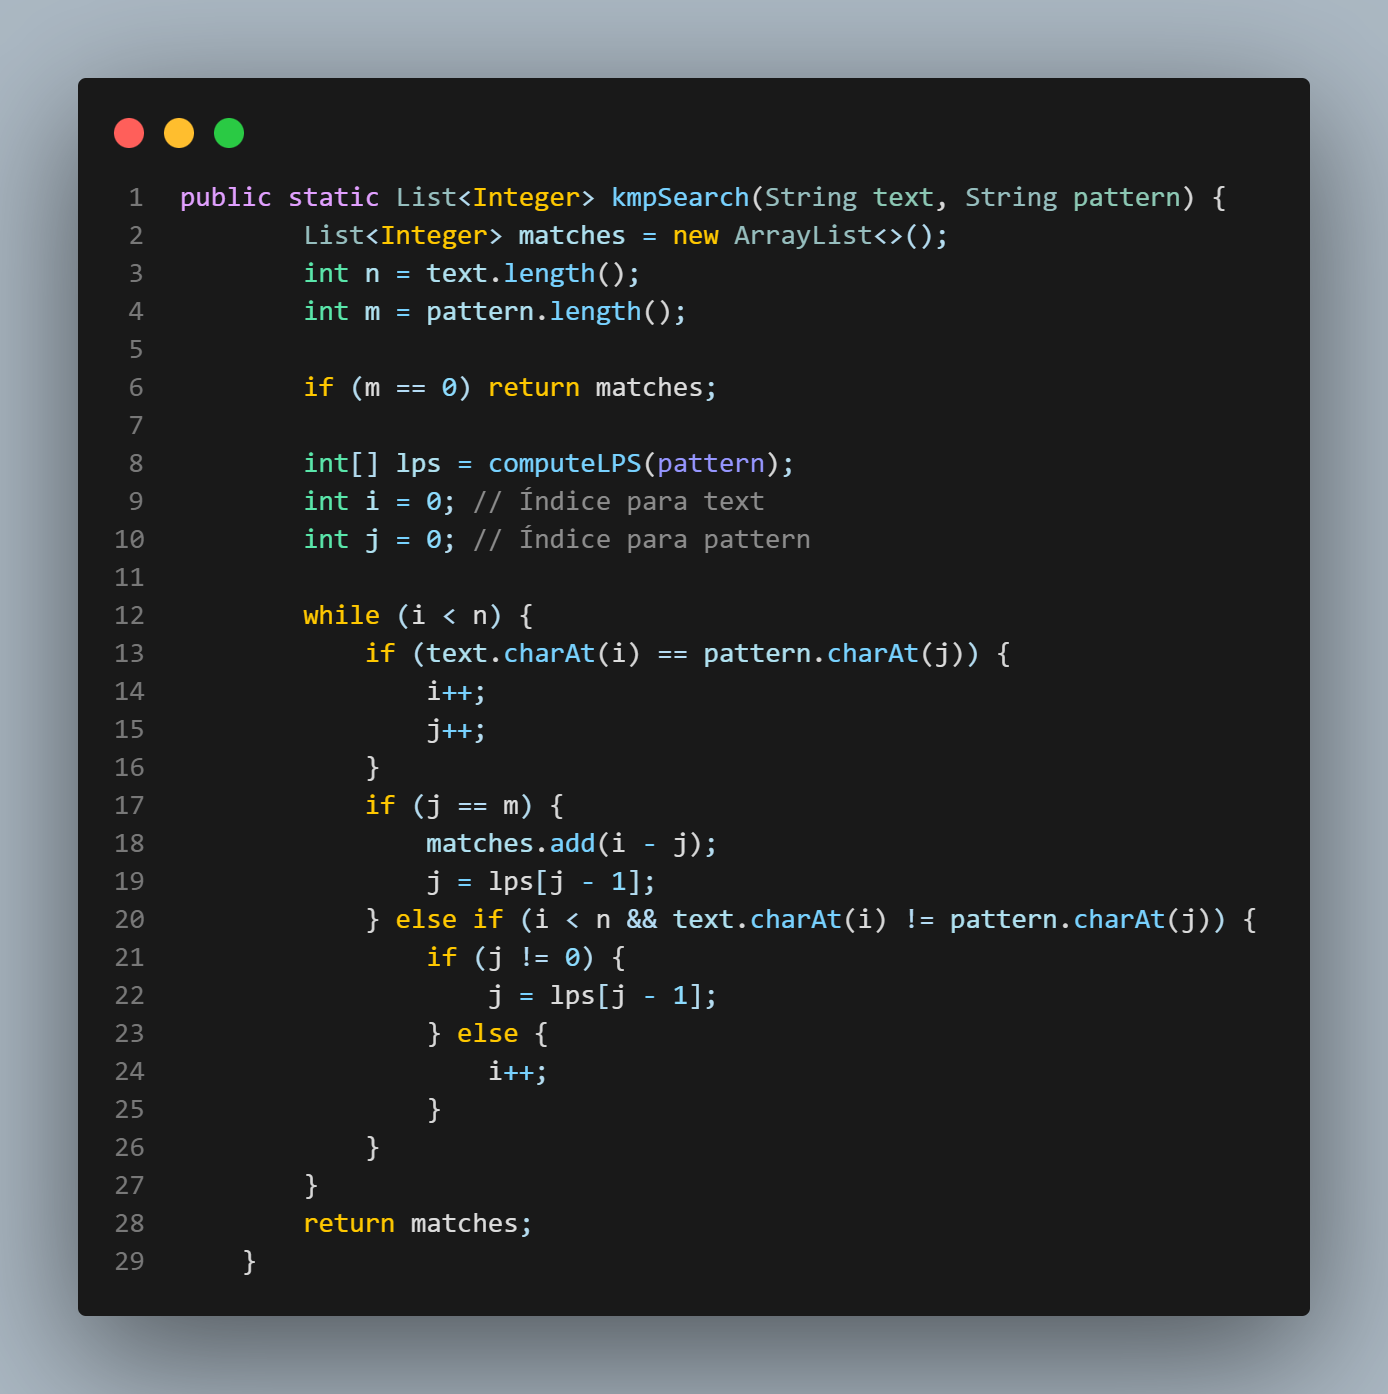 1 public static List<Integer> kmpSearch(String text, String pattern) {
2         List<Integer> matches = new ArrayList<>();
3         int n = text.length();
4         int m = pattern.length();
5
6         if (m == 0) return matches;
7
8         int[] lps = computeLPS(pattern);
9         int i = 0; // Índice para text
10         int j = 0; // Índice para pattern
11
12         while (i < n) {
13             if (text.charAt(i) == pattern.charAt(j)) {
14                 i++;
15                 j++;
16             }
17             if (j == m) {
18                 matches.add(i - j);
19                 j = lps[j - 1];
20             } else if (i < n && text.charAt(i) != pattern.charAt(j)) {
21                 if (j != 0) {
22                     j = lps[j - 1];
23                 } else {
24                     i++;
25                 }
26             }
27         }
28         return matches;
29     }